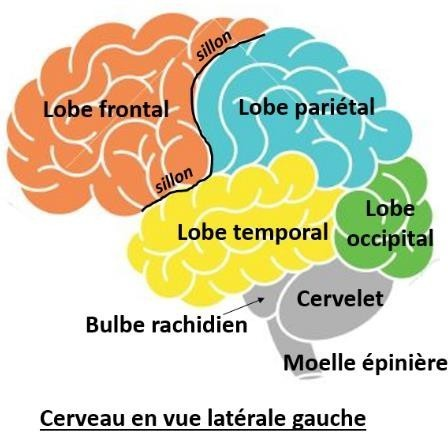 sillon
Lobe frontal
Lobe pariétal
sillon
Lobe temporal
Lobe
occipital
Cervelet
Bulbe rachidien
Moelle épinière
Cerveau en vue latérale gauche